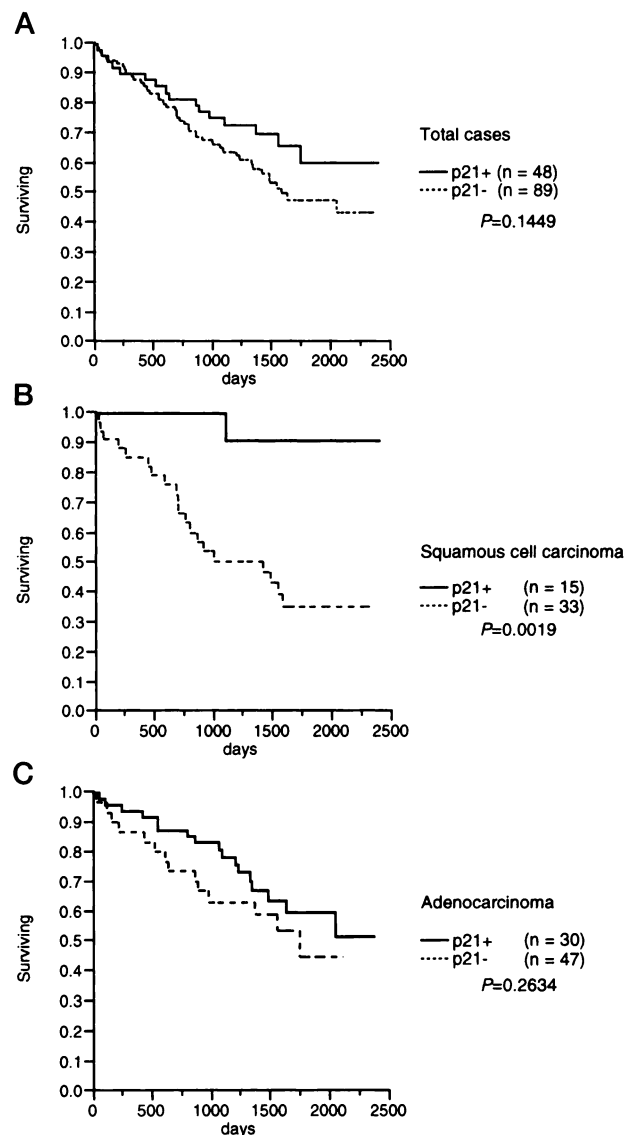 A
1.0
0.9
0.8
0.7
0.6
0.5
0.4
0.3
0.2
0.1
0.0
Surviving
0 500 1000 1500 2000 2500
days
Total cases
p21+ (n = 48)
p21- (n = 89)
P=0.1449
B
1.0
0.9
0.8
0.7
0.6
0.5
0.4
0.3
0.2
0.1
0.0
Surviving
0 500 1000 1500 2000 2500
days
Squamous cell carcinoma
p21+ (n = 15)
p21- (n = 33)
P=0.0019
C
1.0
0.9
0.8
0.7
0.6
0.5
0.4
0.3
0.2
0.1
0.0
Surviving
0 500 1000 1500 2000 2500
days
Adenocarcinoma
p21+ (n = 30)
p21- (n = 47)
P=0.2634